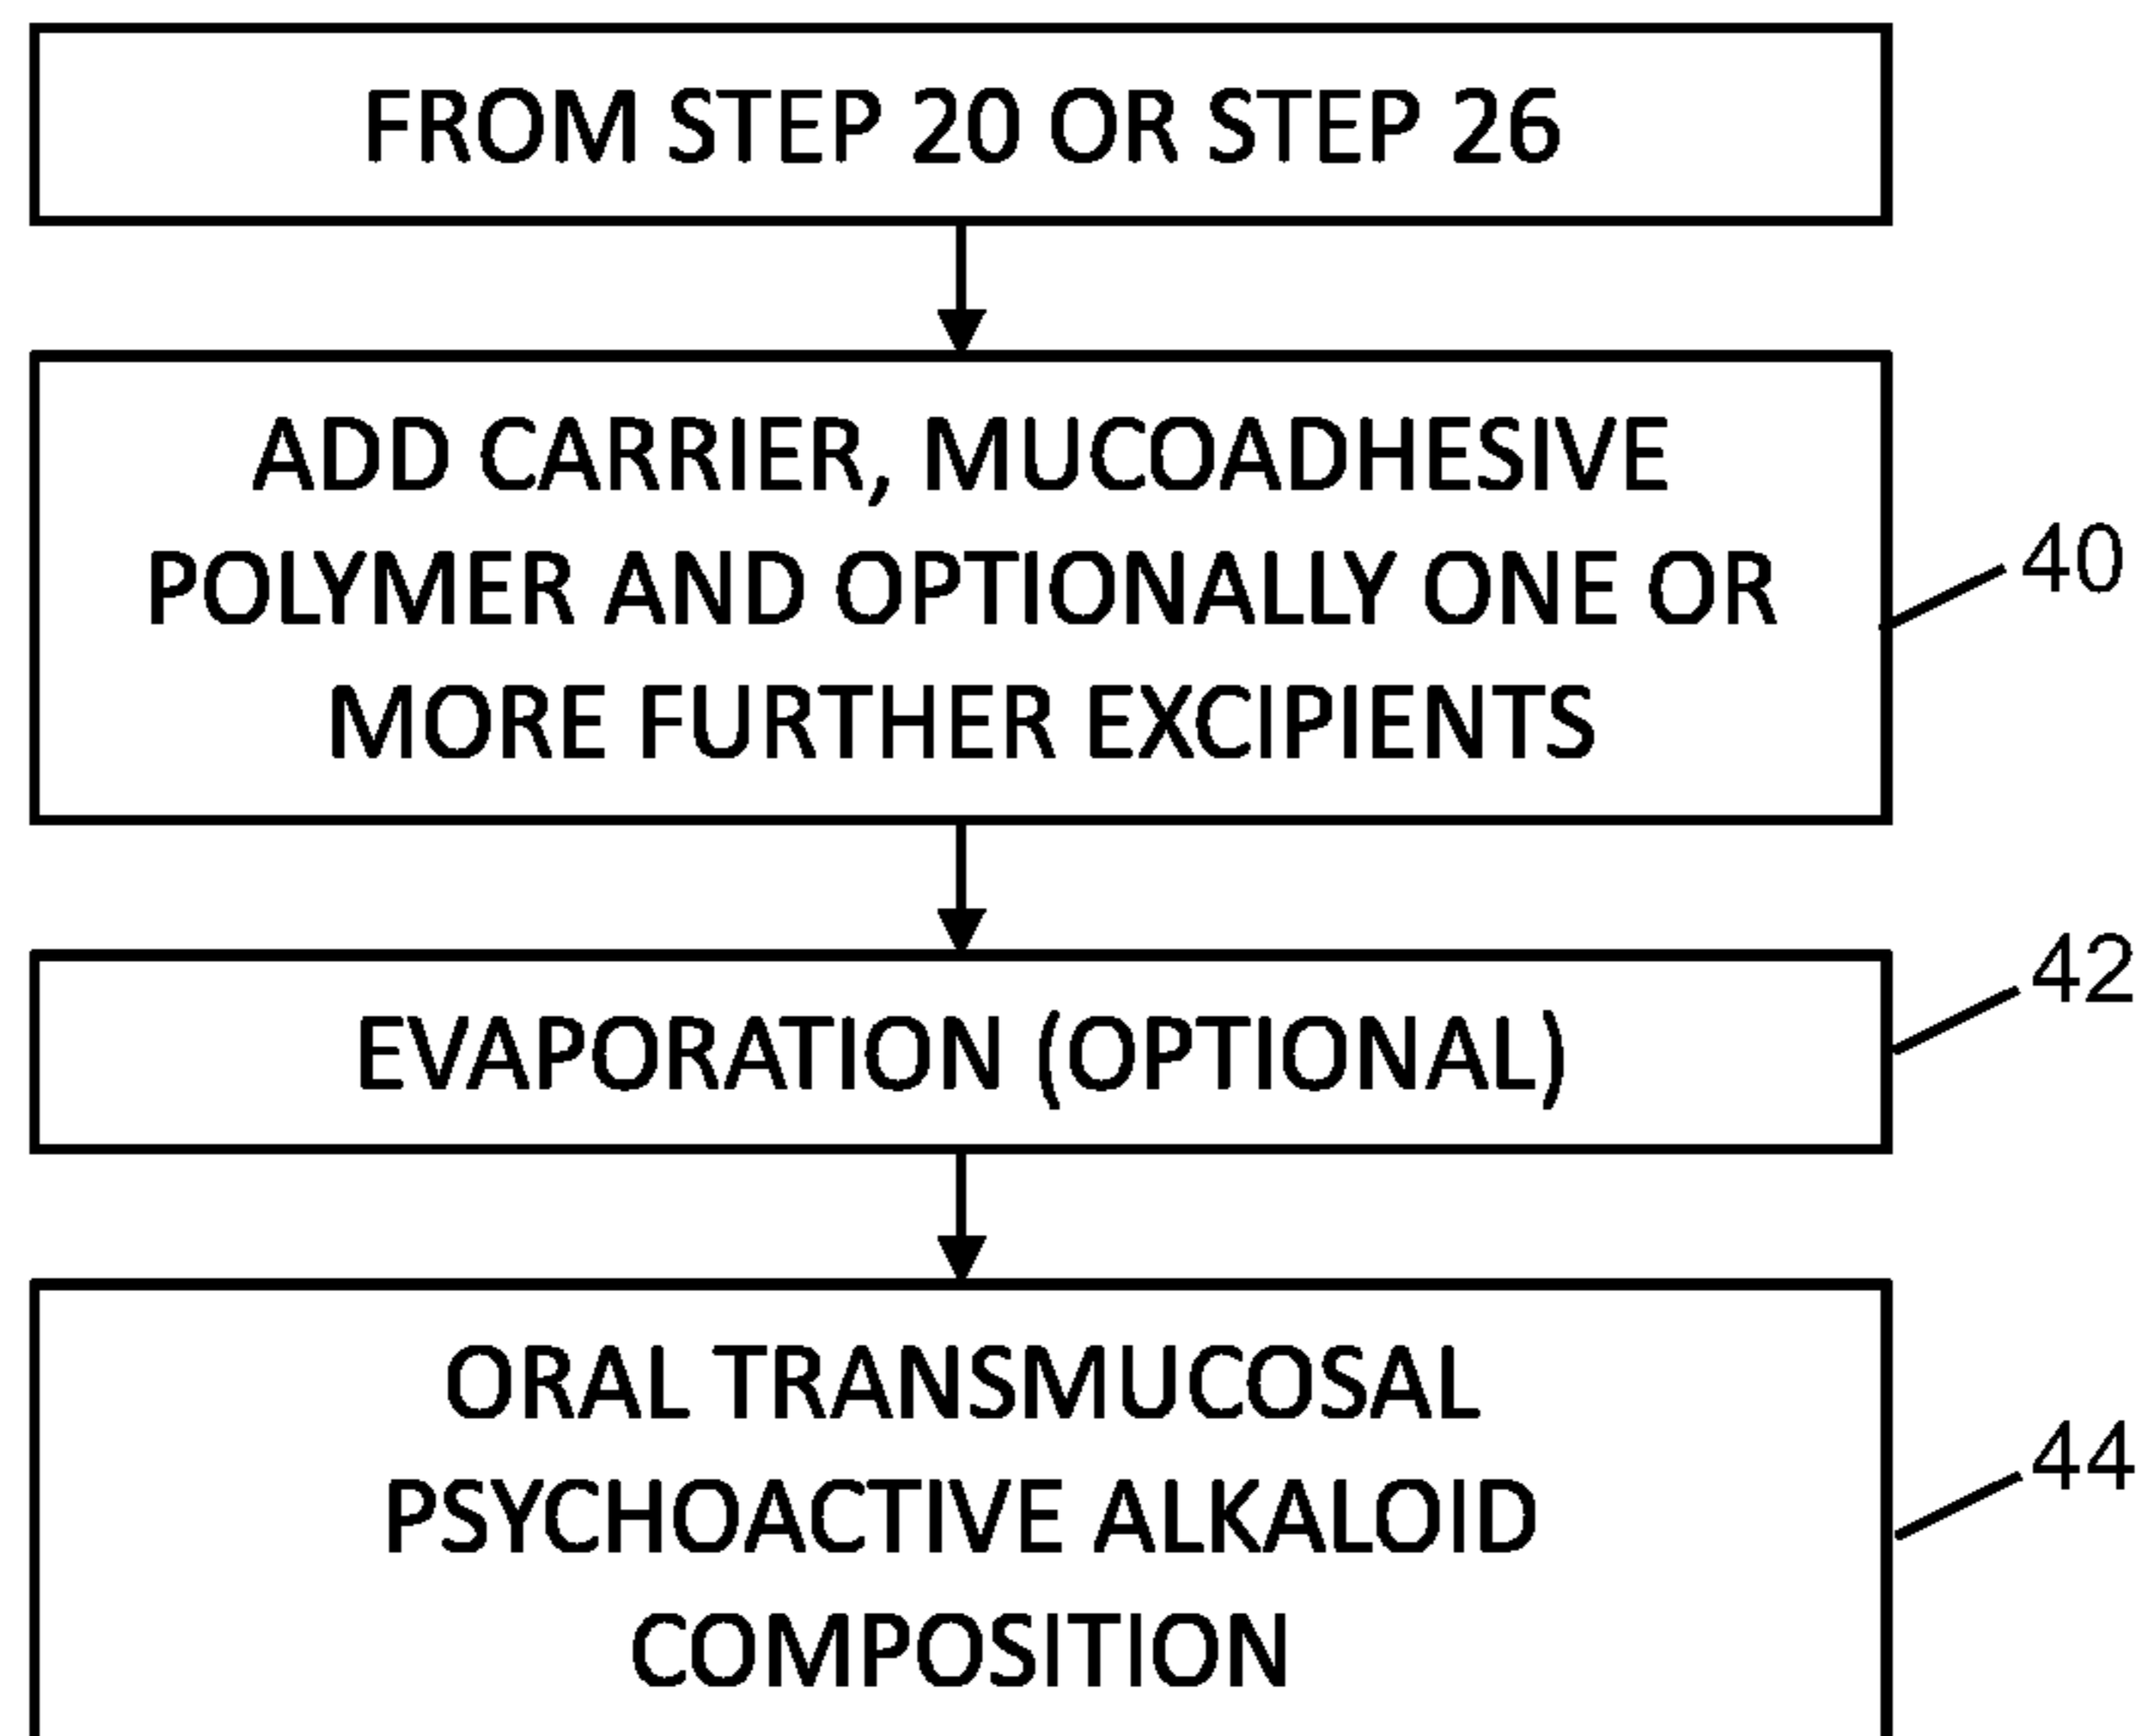 FROM STEP 20 OR STEP 26
ADD CARRIER, MUCOADHESIVE
POLYMER AND OPTIONALLY ONE OR
MORE FURTHER EXCIPIENTS
40
EVAPORATION (OPTIONAL)
42
ORAL TRANSMUCOSAL
PSYCHOACTIVE ALKALOID
COMPOSITION
44